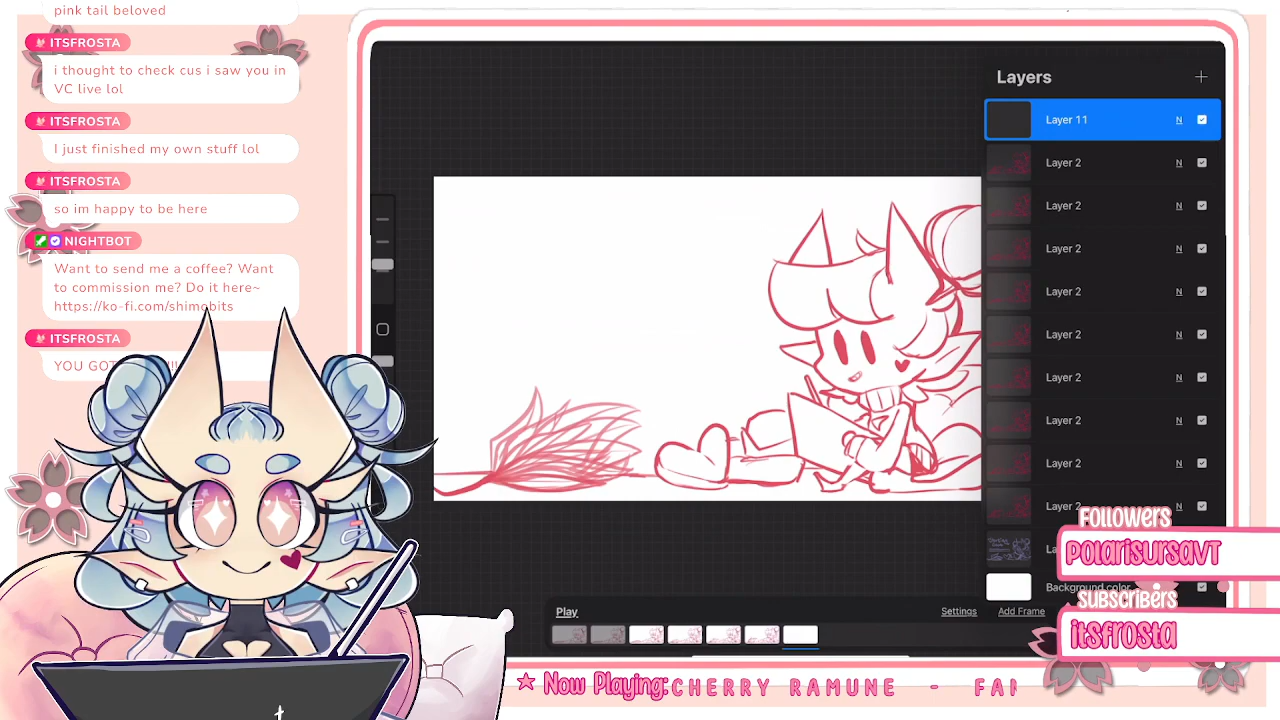 pink tail beloved
ITSFROSTA
i thought to check cus i saw you in
VC live lol
ITSFROSTA
I just finished my own stuff lol
ITSFROSTA
so im happy to be here
NIGHTBOT
Want to send me a coffee? Want
to commission me? Do it here~
https://ko-fi.com/shimobits
ITSFROSTA
YOU GOT
Layers
Layer 11
N
Layer 2
N
Layer 2
N
Layer 2
N
Layer 2
N
Layer 2
N
Layer 2
N
Layer 2
N
Layer 2
N
Layer 2
Background color
Play
Settings
Add Frame
Followers
polarisursaVT
Subscribers
itsfrosta
Now Playing:
CHERRY RAMUNE -